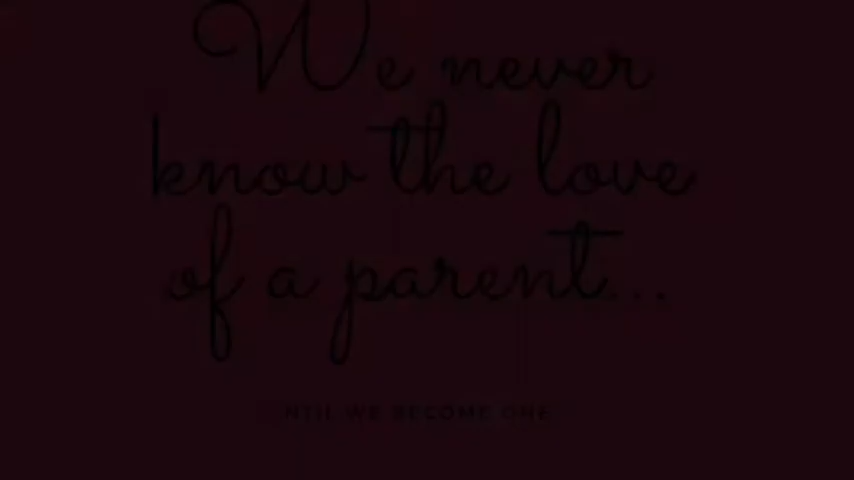 We never
know the love
of a parent...
UNTIL WE BECOME ONE